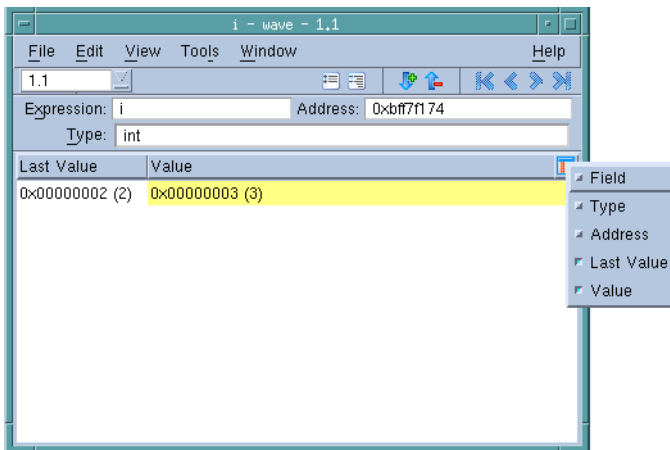 i - wave - 1.1
File Edit View Tools Window Help
1.1
Expression: i Address: 0xbff7f174
Type: int
Last Value Value
0x00000002 (2) 0x00000003 (3)
Field
Type
Address
Last Value
Value